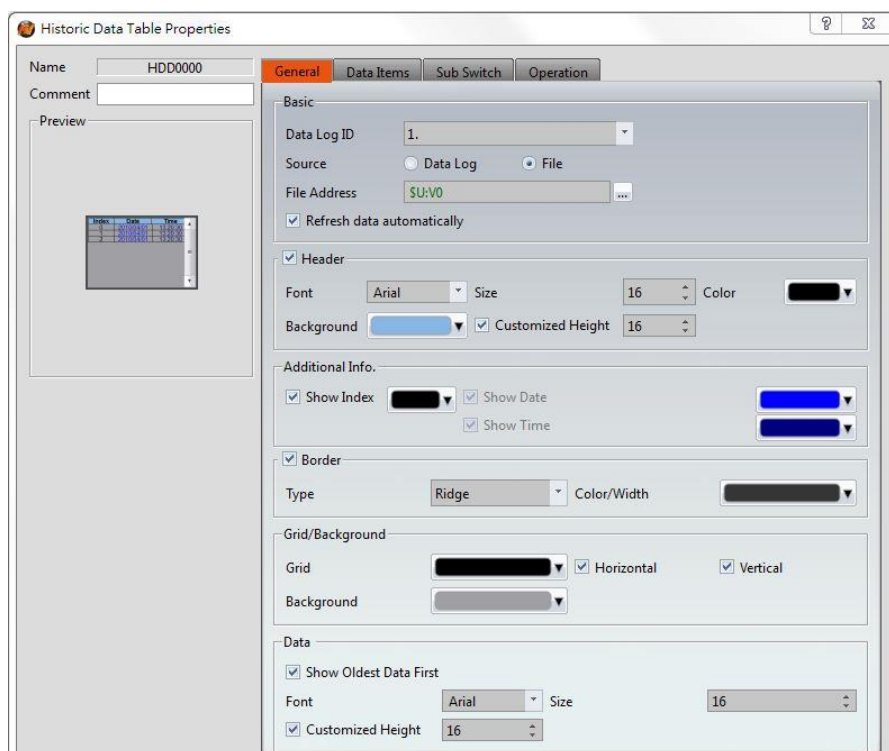 Historic Data Table Properties
Name HDD0000
Comment
Preview
Index Date Time
General Data Items Sub Switch Operation
Basic
Data Log ID 1.
Source Data Log File
File Address $U:V0 ...
Refresh data automatically
Header
Font Arial Size 16 Color
Background Customized Height 16
Additional Info.
Show Index Show Date
Show Time
Border
Type Ridge Color/Width
Grid/Background
Grid Horizontal Vertical
Background
Data
Show Oldest Data First
Font Arial Size 16
Customized Height 16